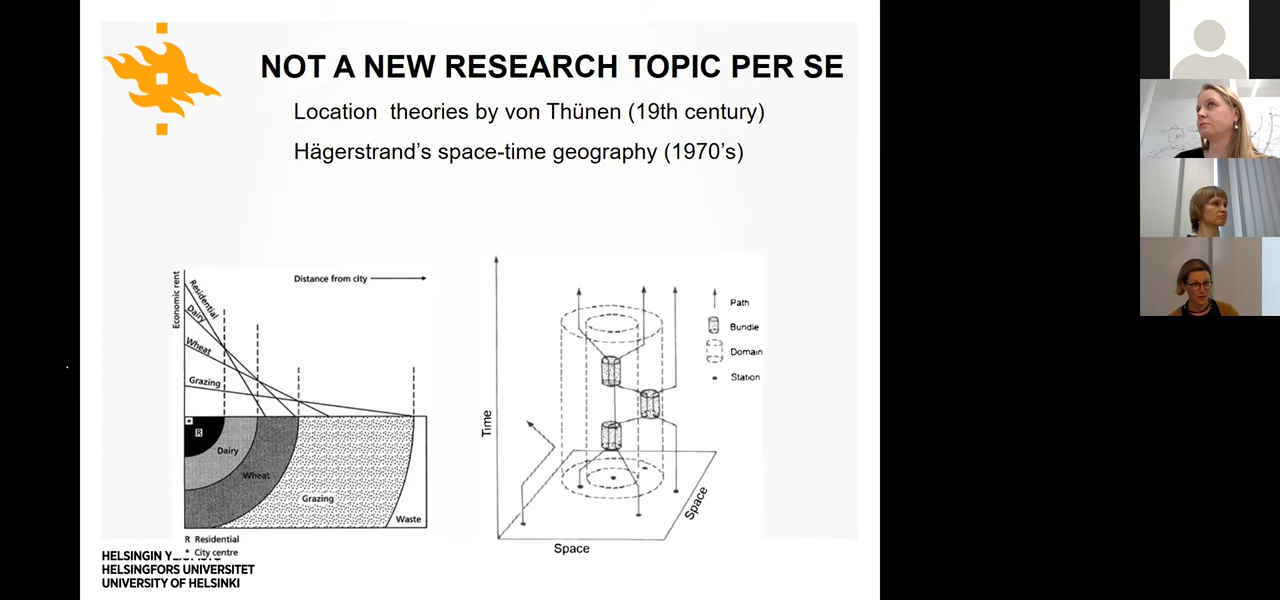 NOT A NEW RESEARCH TOPIC PER SE
Location theories by von Thünen (19th century)
Hägerstrand's space-time geography (1970's)
Economic rent
Distance from city
Residential
Dairy
Wheat
Grazing
R
Dairy
Wheat
Grazing
Waste
R Residential
* City centre
Path
Bundle
Domain
Station
Time
Space
Space
HELSINGIN
HELSINGFORS UNIVERSITET
UNIVERSITY OF HELSINKI